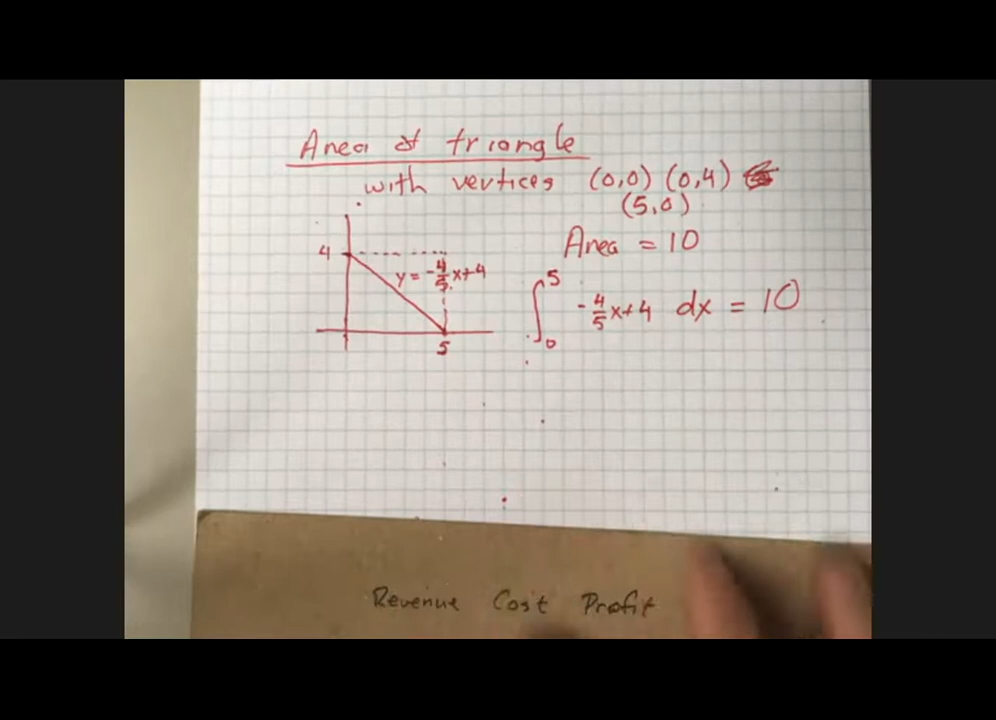 Area of triangle
with vertices (0,0) (0,4)
(5,0)
Area = 10
4
y = -4/5x+4
∫₀⁵ -4/5x+4 dx = 10
5
Revenue Cost Profit